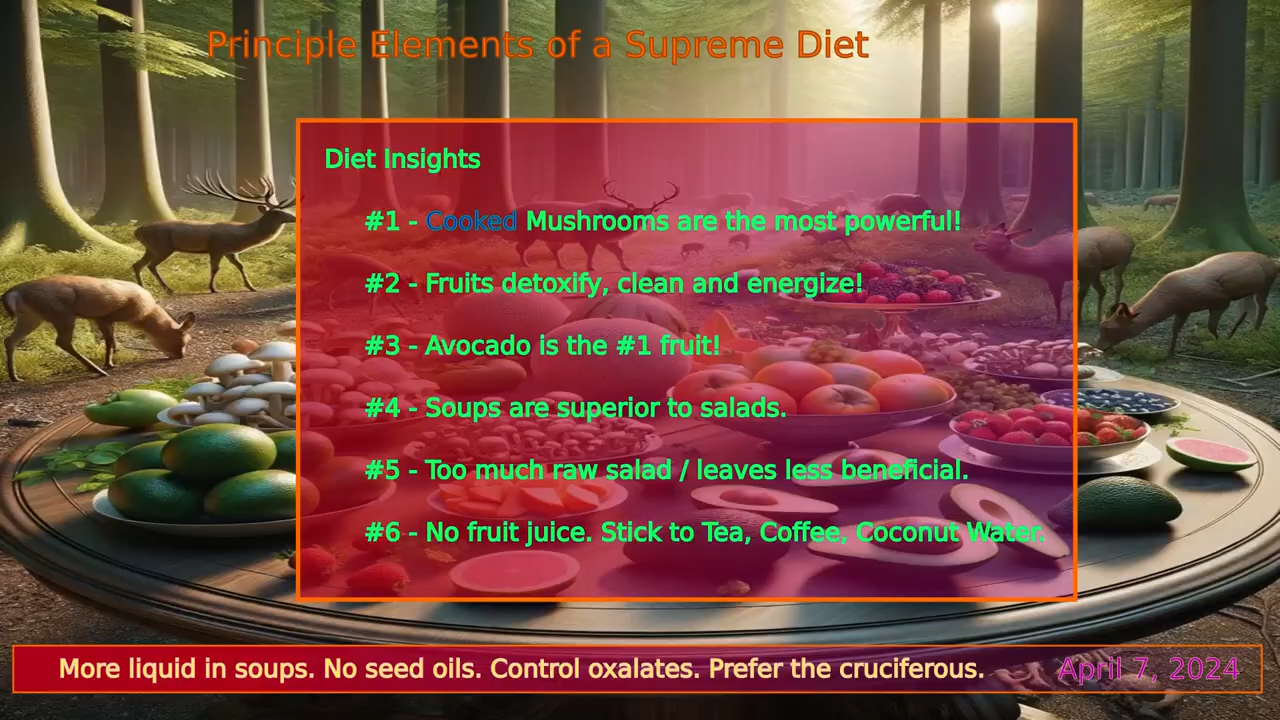 Principle Elements of a Supreme Diet
Diet Insights
#1 - Cooked Mushrooms are the most powerful!
#2 - Fruits detoxify, clean and energize!
#3 - Avocado is the #1 fruit!
#4 - Soups are superior to salads.
#5 - Too much raw salad / leaves less beneficial.
#6 - No fruit juice. Stick to Tea, Coffee, Coconut Water.
More liquid in soups. No seed oils. Control oxalates. Prefer the cruciferous.
April 7, 2024